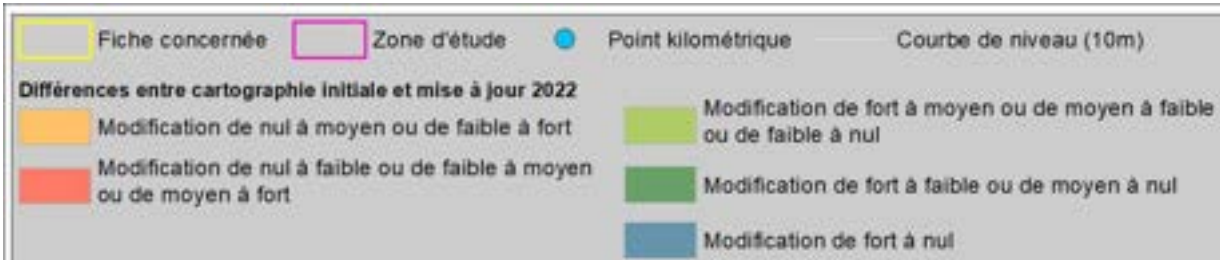 Fiche concernée
Zone d'étude
Point kilométrique
Courbe de niveau (10m)
Différences entre cartographie initiale et mise à jour 2022
Modification de nul à moyen ou de faible à fort
Modification de nul à faible ou de faible à moyen
ou de moyen à fort
Modification de fort à moyen ou de moyen à faible
ou de faible à nul
Modification de fort à faible ou de moyen à nul
Modification de fort à nul